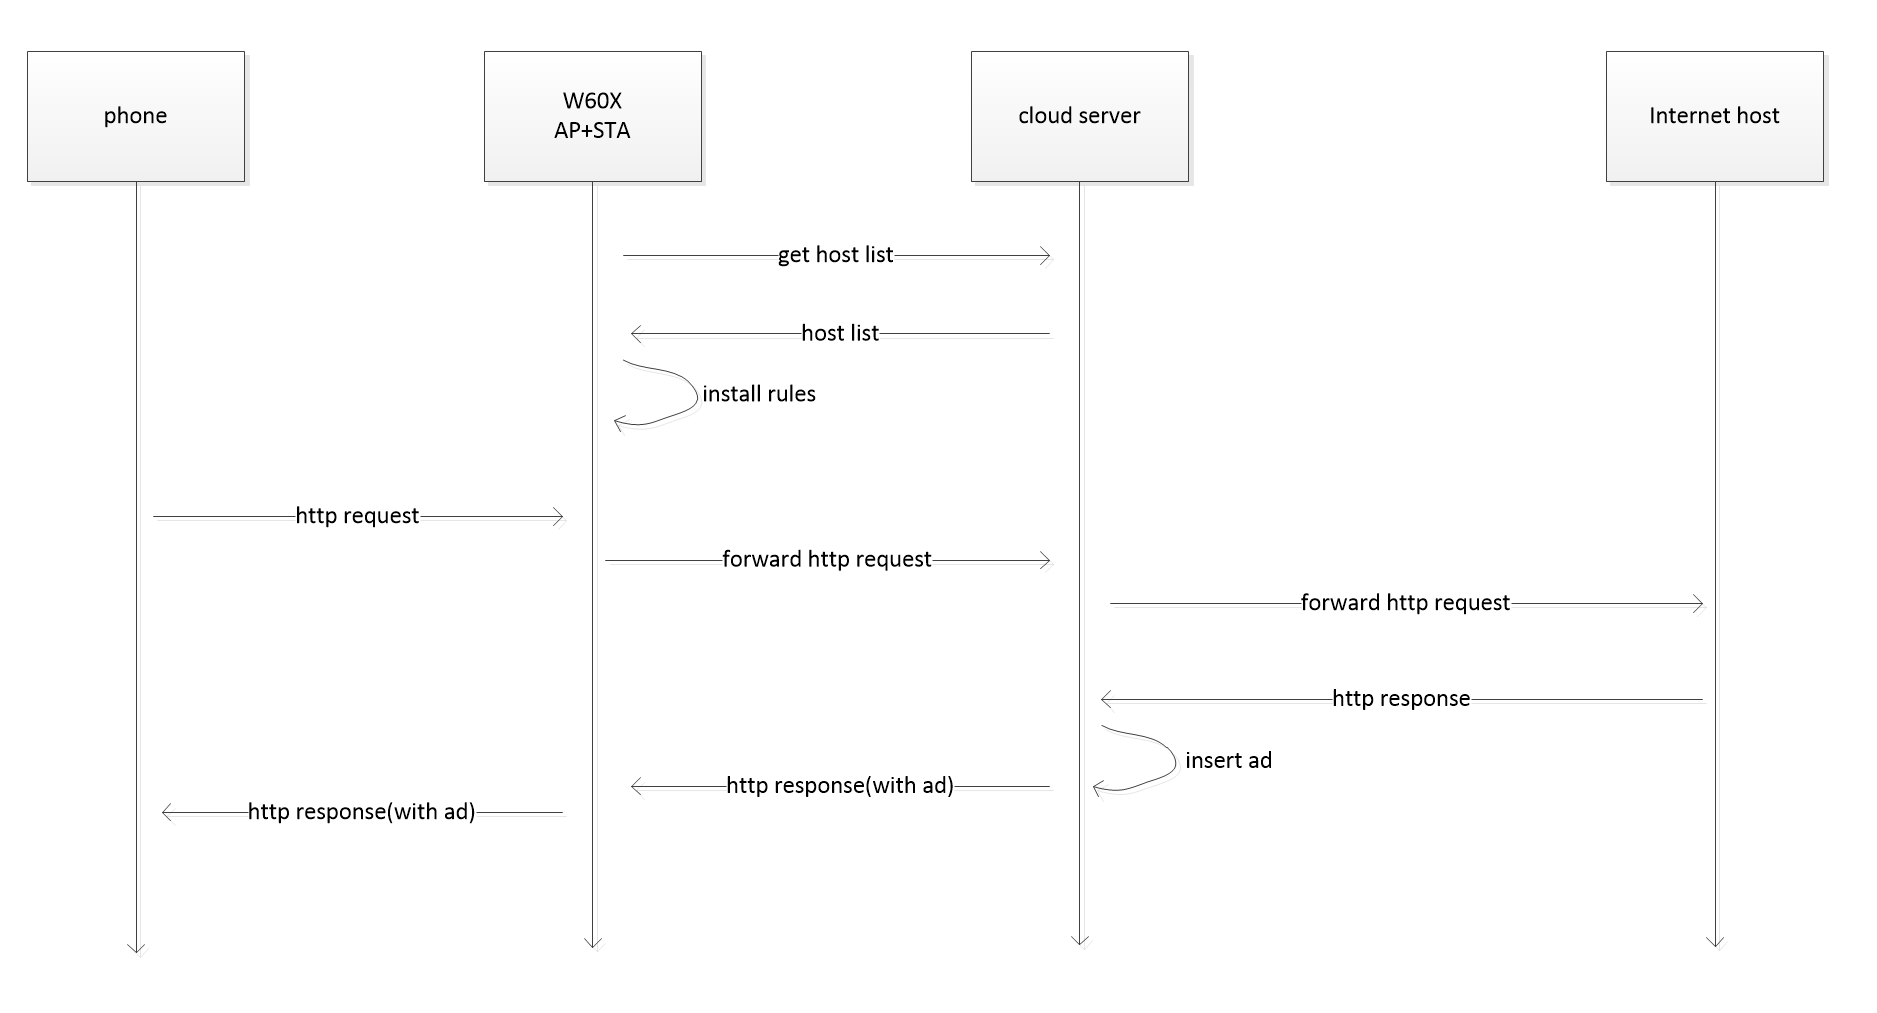 phone
W60X
AP+STA
cloud server
Internet host
get host list
host list
install rules
http request
forward http request
forward http request
http response
insert ad
http response(with ad)
http response(with ad)